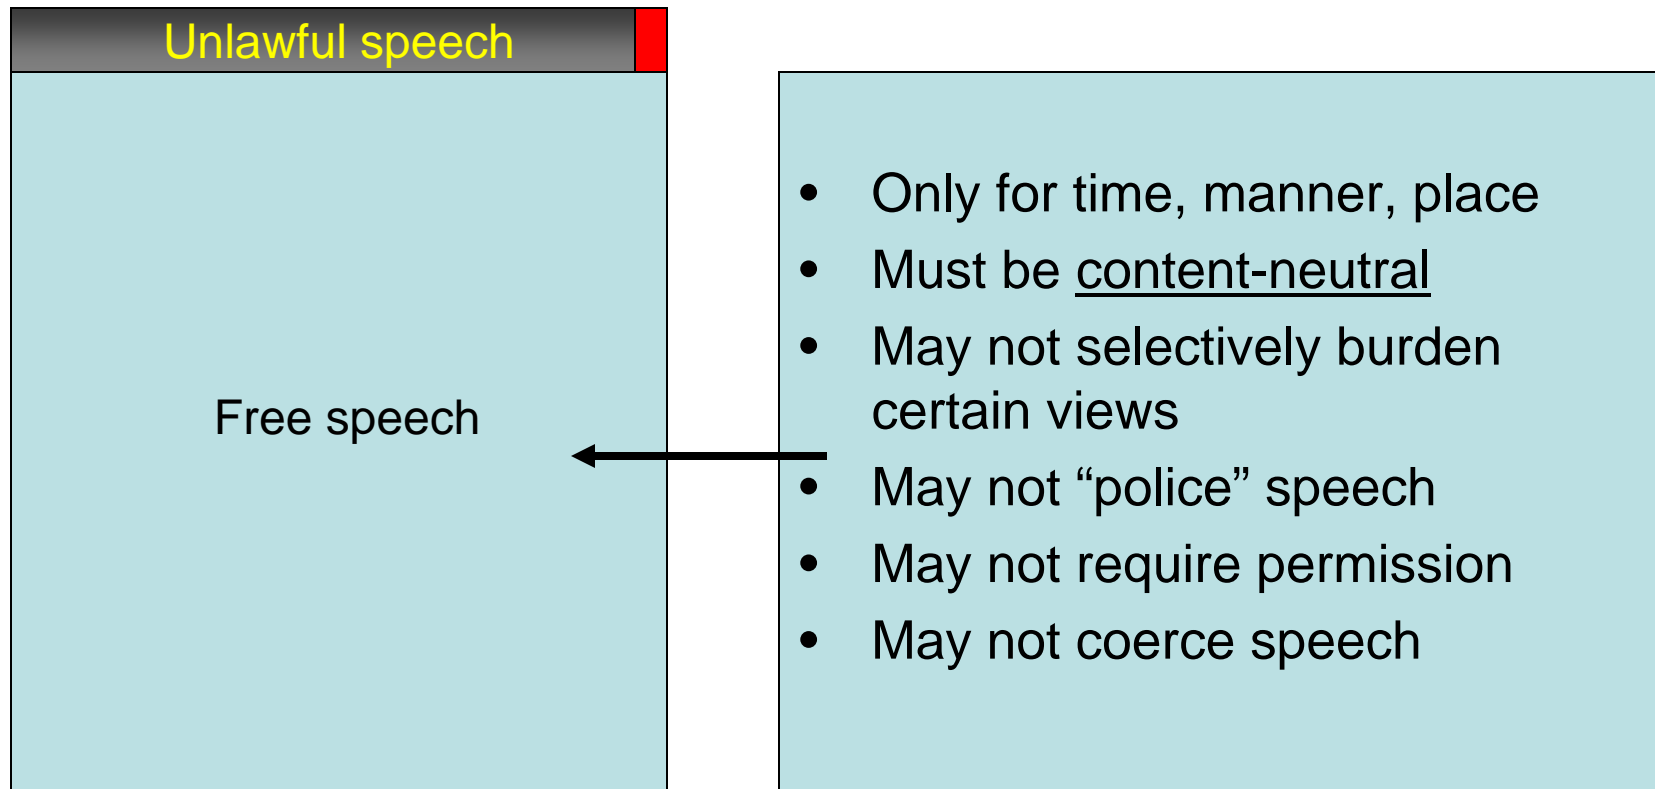 Unlawful speech
Free speech
• Only for time, manner, place
• Must be content-neutral
• May not selectively burden
certain views
• May not “police” speech
• May not require permission
• May not coerce speech